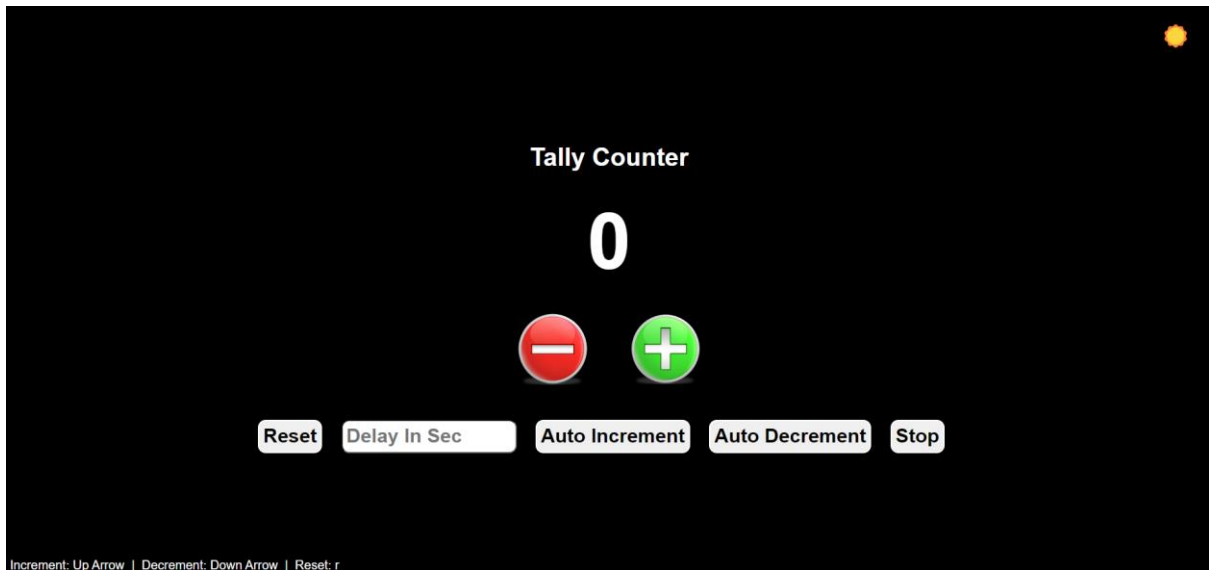 Tally Counter
0
Reset Delay In Sec Auto Increment Auto Decrement Stop
Increment: Up Arrow | Decrement: Down Arrow | Reset: r